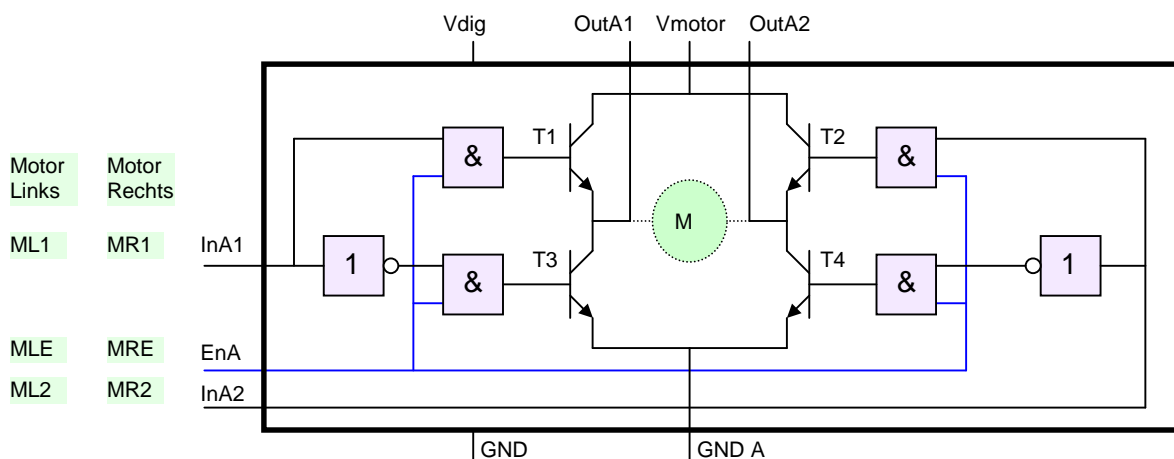 Vdig OutA1 Vmotor OutA2
T1 T2
& &
Motor Links
Motor Rechts
M
ML1 MR1 InA1
1 T3 T4 1
& &
MLE MRE EnA
ML2 MR2 InA2
GND GND A